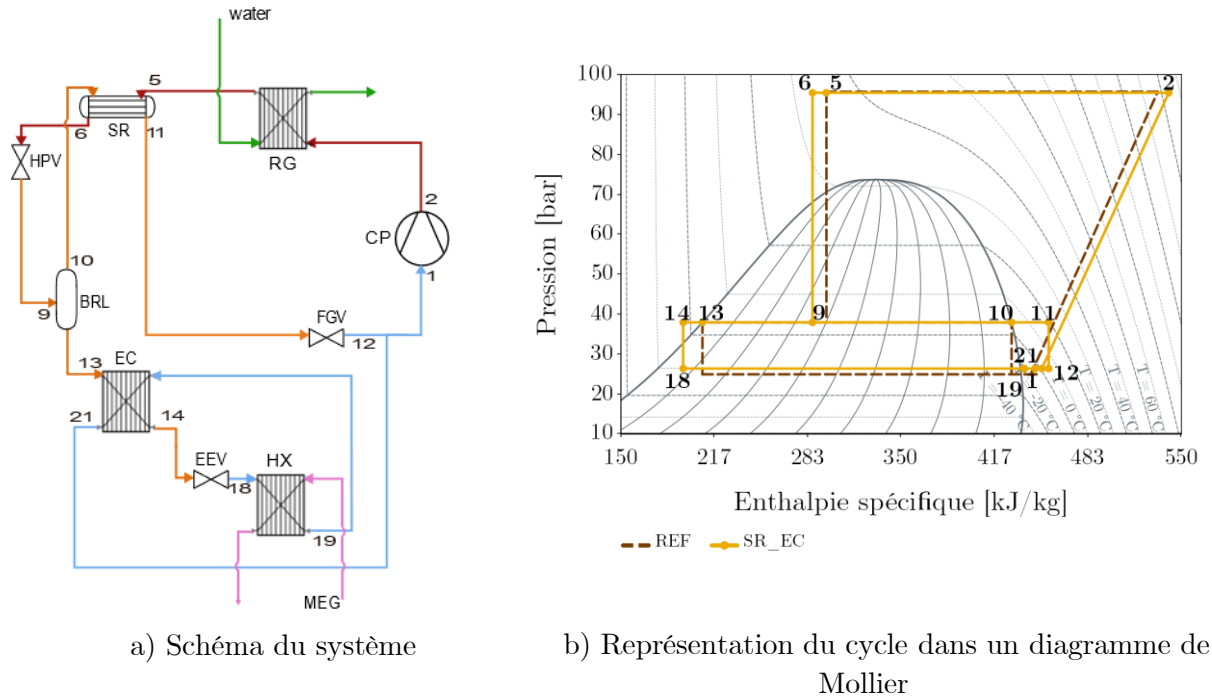 water
5
SR
6
11
HPV
RG
2
CP
1
10
9
BRL
FGV
12
13
EC
21
14
EEV
18
HX
19
MEG
a) Schéma du système
100
90
80
70
60
50
40
30
20
10
Pression [bar]
6
5
2
14
13
9
10
11
18
19
21
1
12
T = -40 °C
-20 °C
T = 0 °C
T = 20 °C
T = 40 °C
T = 60 °C
150
217
283
350
417
483
550
Enthalpie spécifique [kJ/kg]
REF
SR_EC
b) Représentation du cycle dans un diagramme de
Mollier